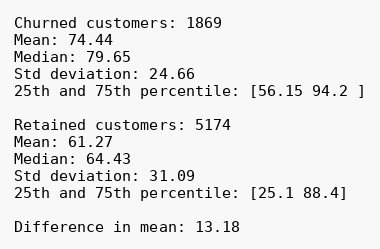 Churned customers: 1869
Mean: 74.44
Median: 79.65
Std deviation: 24.66
25th and 75th percentile: [56.15 94.2 ]
Retained customers: 5174
Mean: 61.27
Median: 64.43
Std deviation: 31.09
25th and 75th percentile: [25.1 88.4]
Difference in mean: 13.18